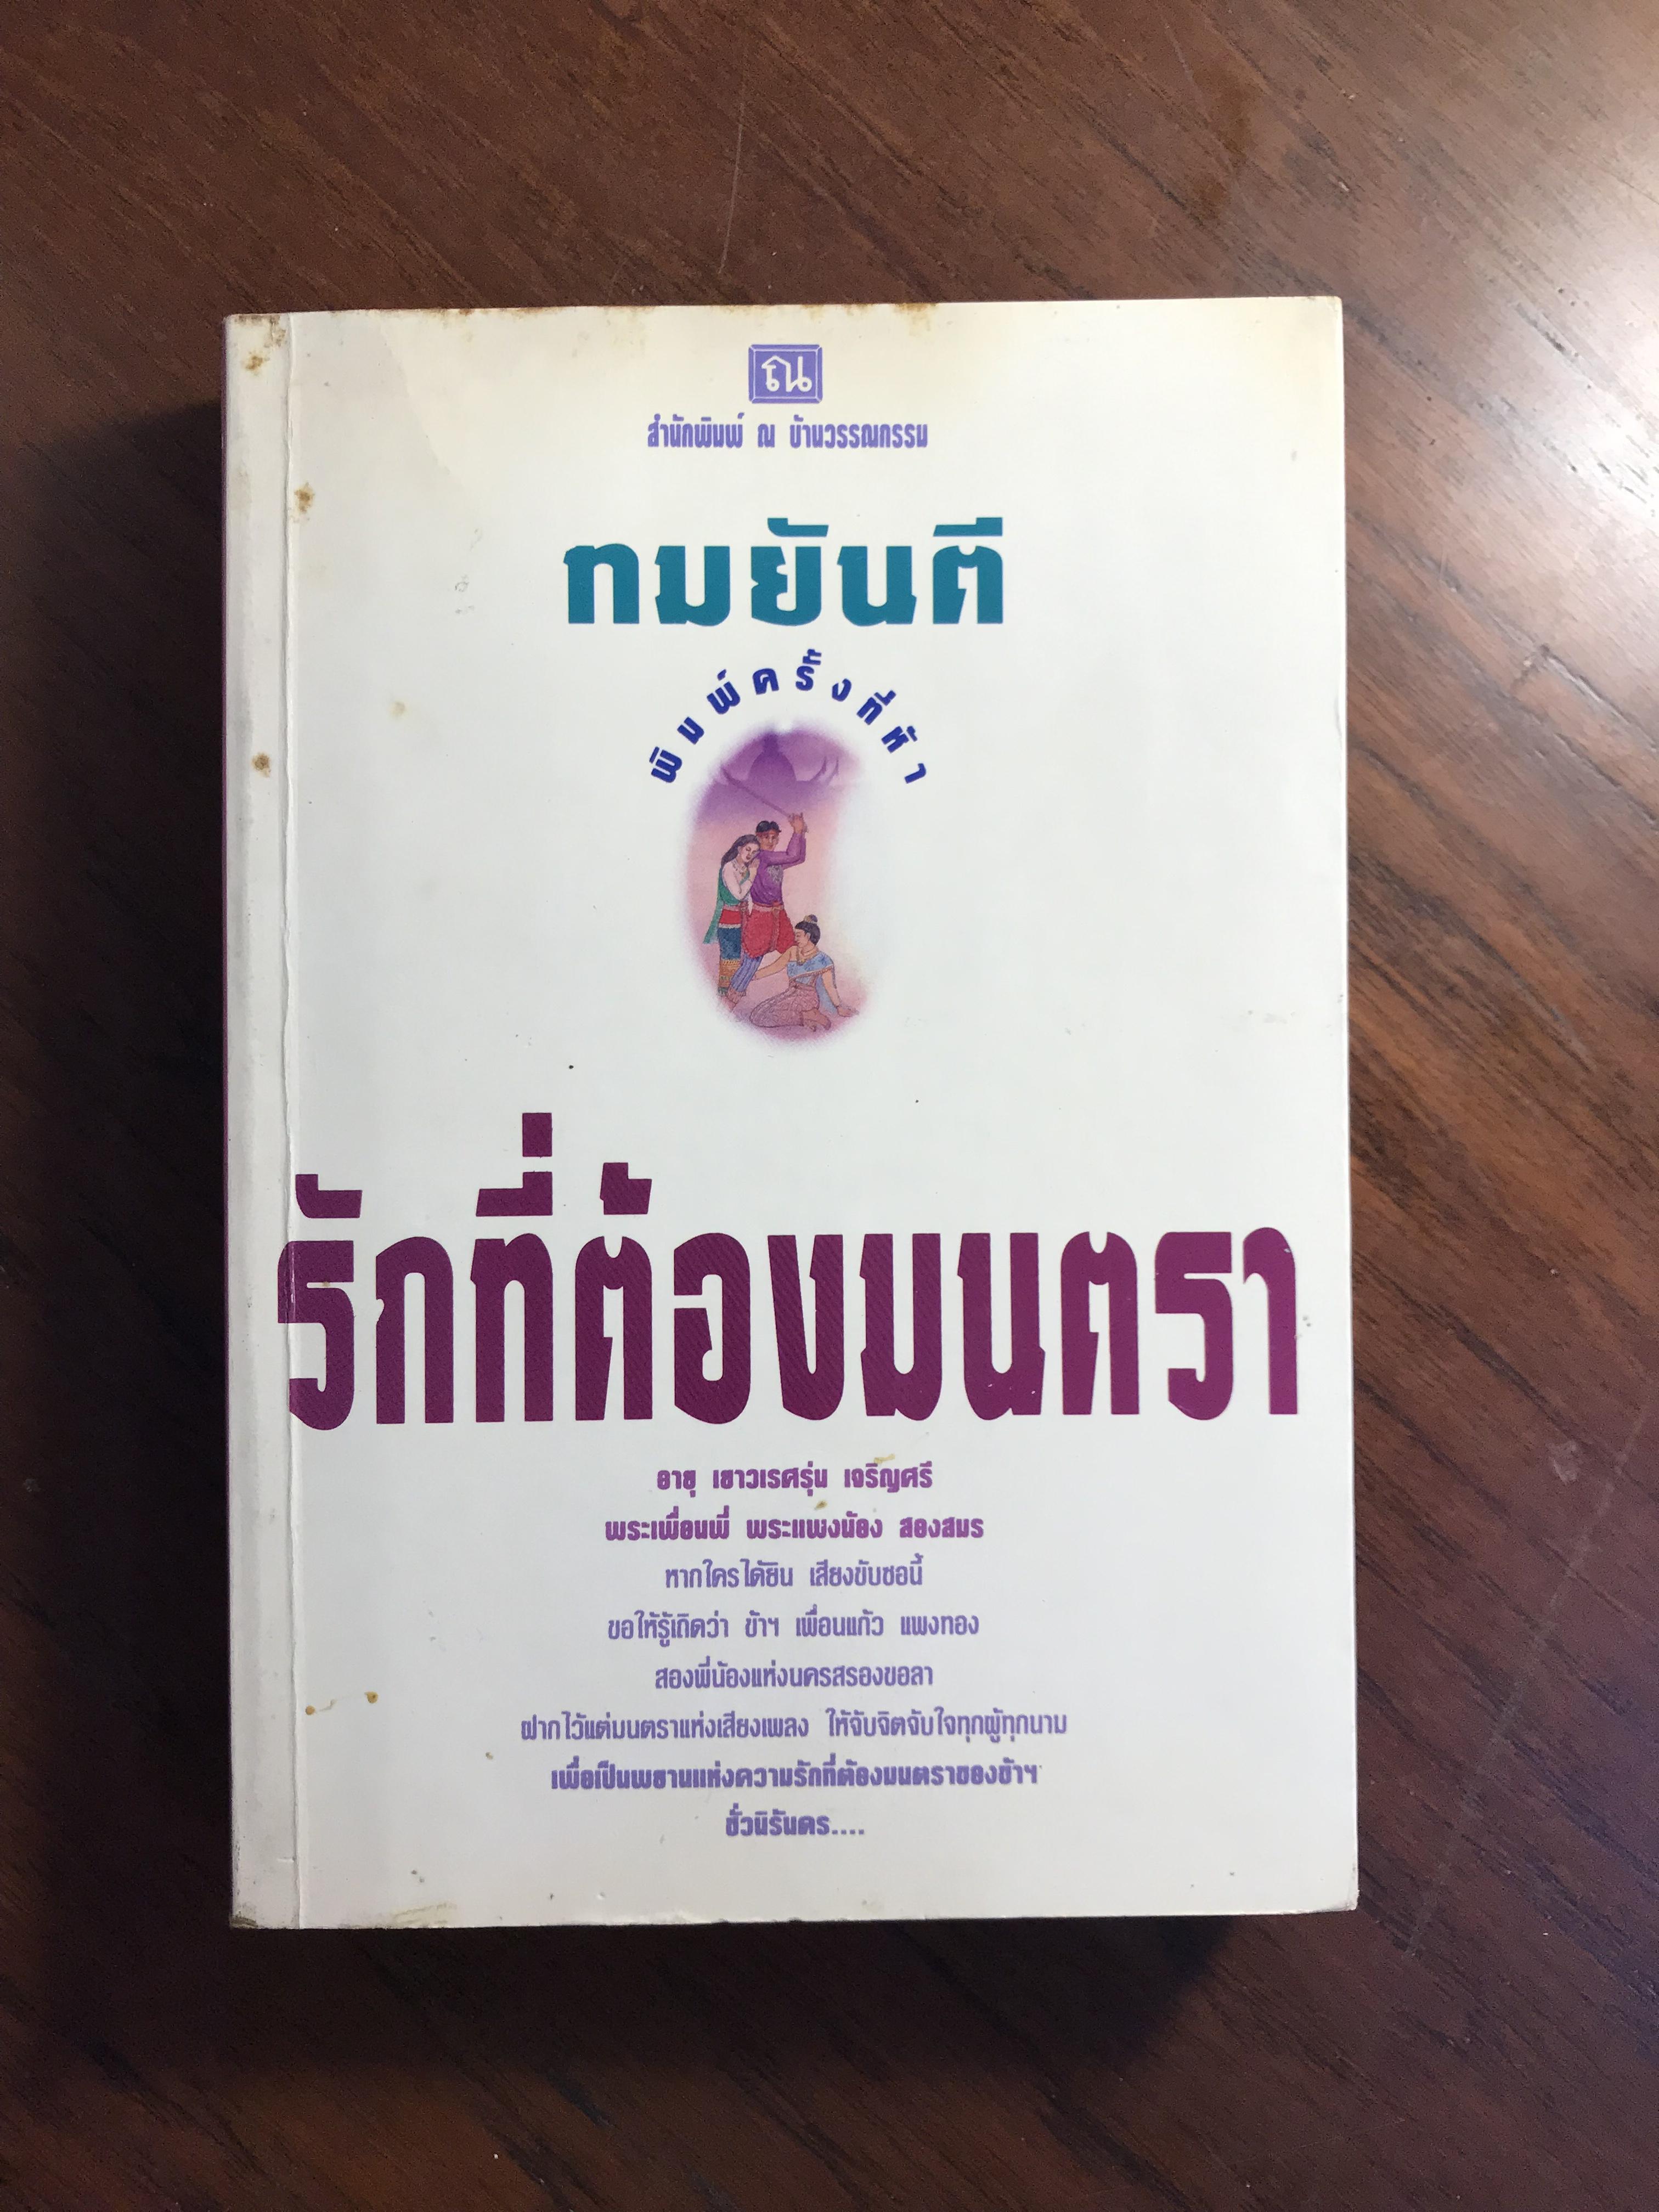 ณ
สำนักพิมพ์ ณ บ้านวรรณกรรม
ทมยันตี
พิมพ์ครั้งที่ห้า
รักที่ต้องมนตรา
อายุ เยาวเรศรุ่น เจริญศรี
พระเพื่อนพี่ พระแพงน้อง สองสมร
หากใครได้ยิน เสียงขับซอนี้
ขอให้รู้เถิดว่า ข้าฯ เพื่อนแก้ว แพงทอง
สองพี่น้องแห่งนครสรองขอลา
ฝากไว้แต่มนตราแห่งเสียงเพลง ให้จับจิตจับใจทุกผู้ทุกนาม
เพื่อเป็นพยานแห่งความรักที่ต้องมนตราของข้าฯ
ชั่วนิรันดร....